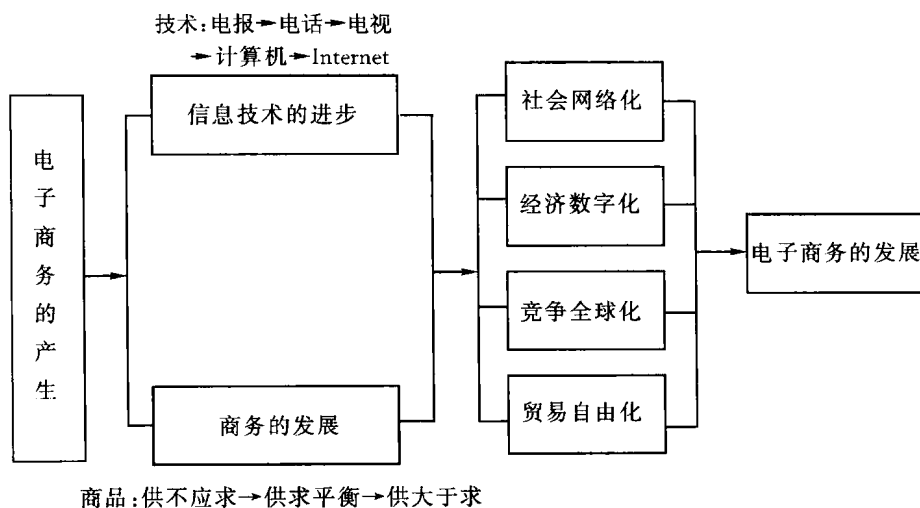 技术:电报→电话→电视
→计算机→Internet
电子商务的产生
信息技术的进步
商务的发展
商品:供不应求→供求平衡→供大于求
社会网络化
经济数字化
竞争全球化
贸易自由化
电子商务的发展